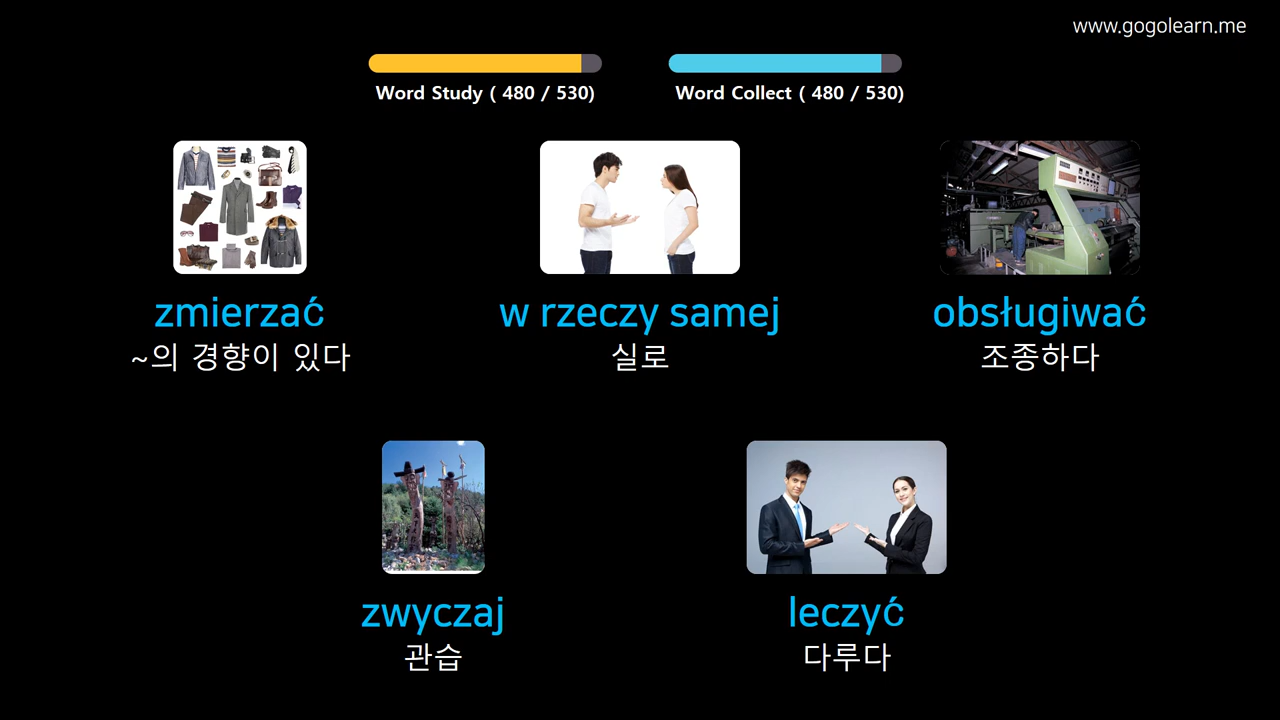 www.gogolearn.me
Word Study ( 480 / 530)
Word Collect ( 480 / 530)
zmierzać
~의 경향이 있다
w rzeczy samej
실로
obsługiwać
조종하다
zwyczaj
관습
leczyć
다루다